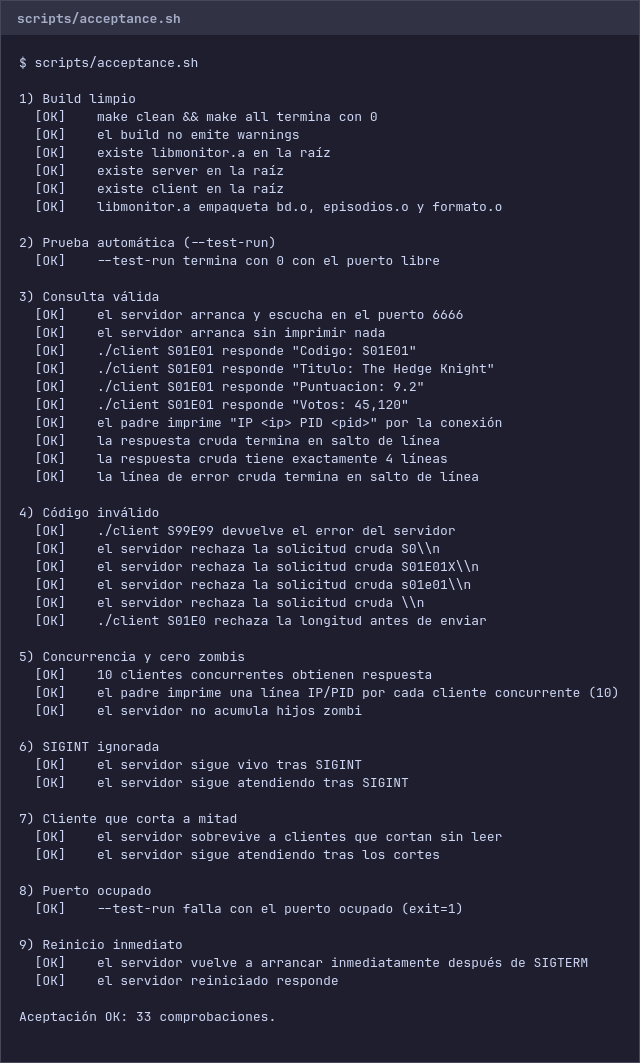 scripts/acceptance.sh
$ scripts/acceptance.sh
1) Build limpio
[OK]    make clean && make all termina con 0
[OK]    el build no emite warnings
[OK]    existe libmonitor.a en la raíz
[OK]    existe server en la raíz
[OK]    existe client en la raíz
[OK]    libmonitor.a empaqueta bd.o, episodios.o y formato.o
2) Prueba automática (--test-run)
[OK]    --test-run termina con 0 con el puerto libre
3) Consulta válida
[OK]    el servidor arranca y escucha en el puerto 6666
[OK]    el servidor arranca sin imprimir nada
[OK]    ./client S01E01 responde "Codigo: S01E01"
[OK]    ./client S01E01 responde "Titulo: The Hedge Knight"
[OK]    ./client S01E01 responde "Puntuacion: 9.2"
[OK]    ./client S01E01 responde "Votos: 45,120"
[OK]    el padre imprime "IP <ip> PID <pid>" por la conexión
[OK]    la respuesta cruda termina en salto de línea
[OK]    la respuesta cruda tiene exactamente 4 líneas
[OK]    la línea de error cruda termina en salto de línea
4) Código inválido
[OK]    ./client S99E99 devuelve el error del servidor
[OK]    el servidor rechaza la solicitud cruda S0\\n
[OK]    el servidor rechaza la solicitud cruda S01E01X\\n
[OK]    el servidor rechaza la solicitud cruda s01e01\\n
[OK]    el servidor rechaza la solicitud cruda \\n
[OK]    ./client S01E0 rechaza la longitud antes de enviar
5) Concurrencia y cero zombis
[OK]    10 clientes concurrentes obtienen respuesta
[OK]    el padre imprime una línea IP/PID por cada cliente concurrente (10)
[OK]    el servidor no acumula hijos zombi
6) SIGINT ignorada
[OK]    el servidor sigue vivo tras SIGINT
[OK]    el servidor sigue atendiendo tras SIGINT
7) Cliente que corta a mitad
[OK]    el servidor sobrevive a clientes que cortan sin leer
[OK]    el servidor sigue atendiendo tras los cortes
8) Puerto ocupado
[OK]    --test-run falla con el puerto ocupado (exit=1)
9) Reinicio inmediato
[OK]    el servidor vuelve a arrancar inmediatamente después de SIGTERM
[OK]    el servidor reiniciado responde
Aceptación OK: 33 comprobaciones.